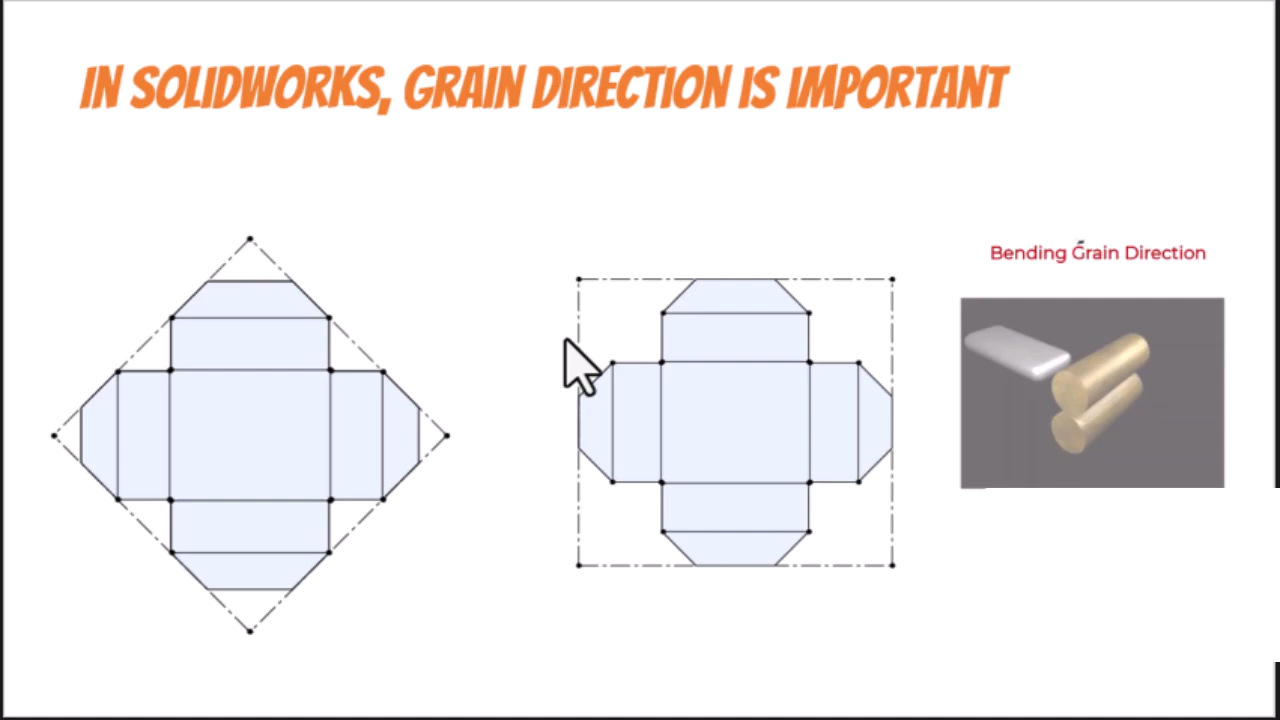 IN SOLIDWORKS, GRAIN DIRECTION IS IMPORTANT
Bending Grain Direction